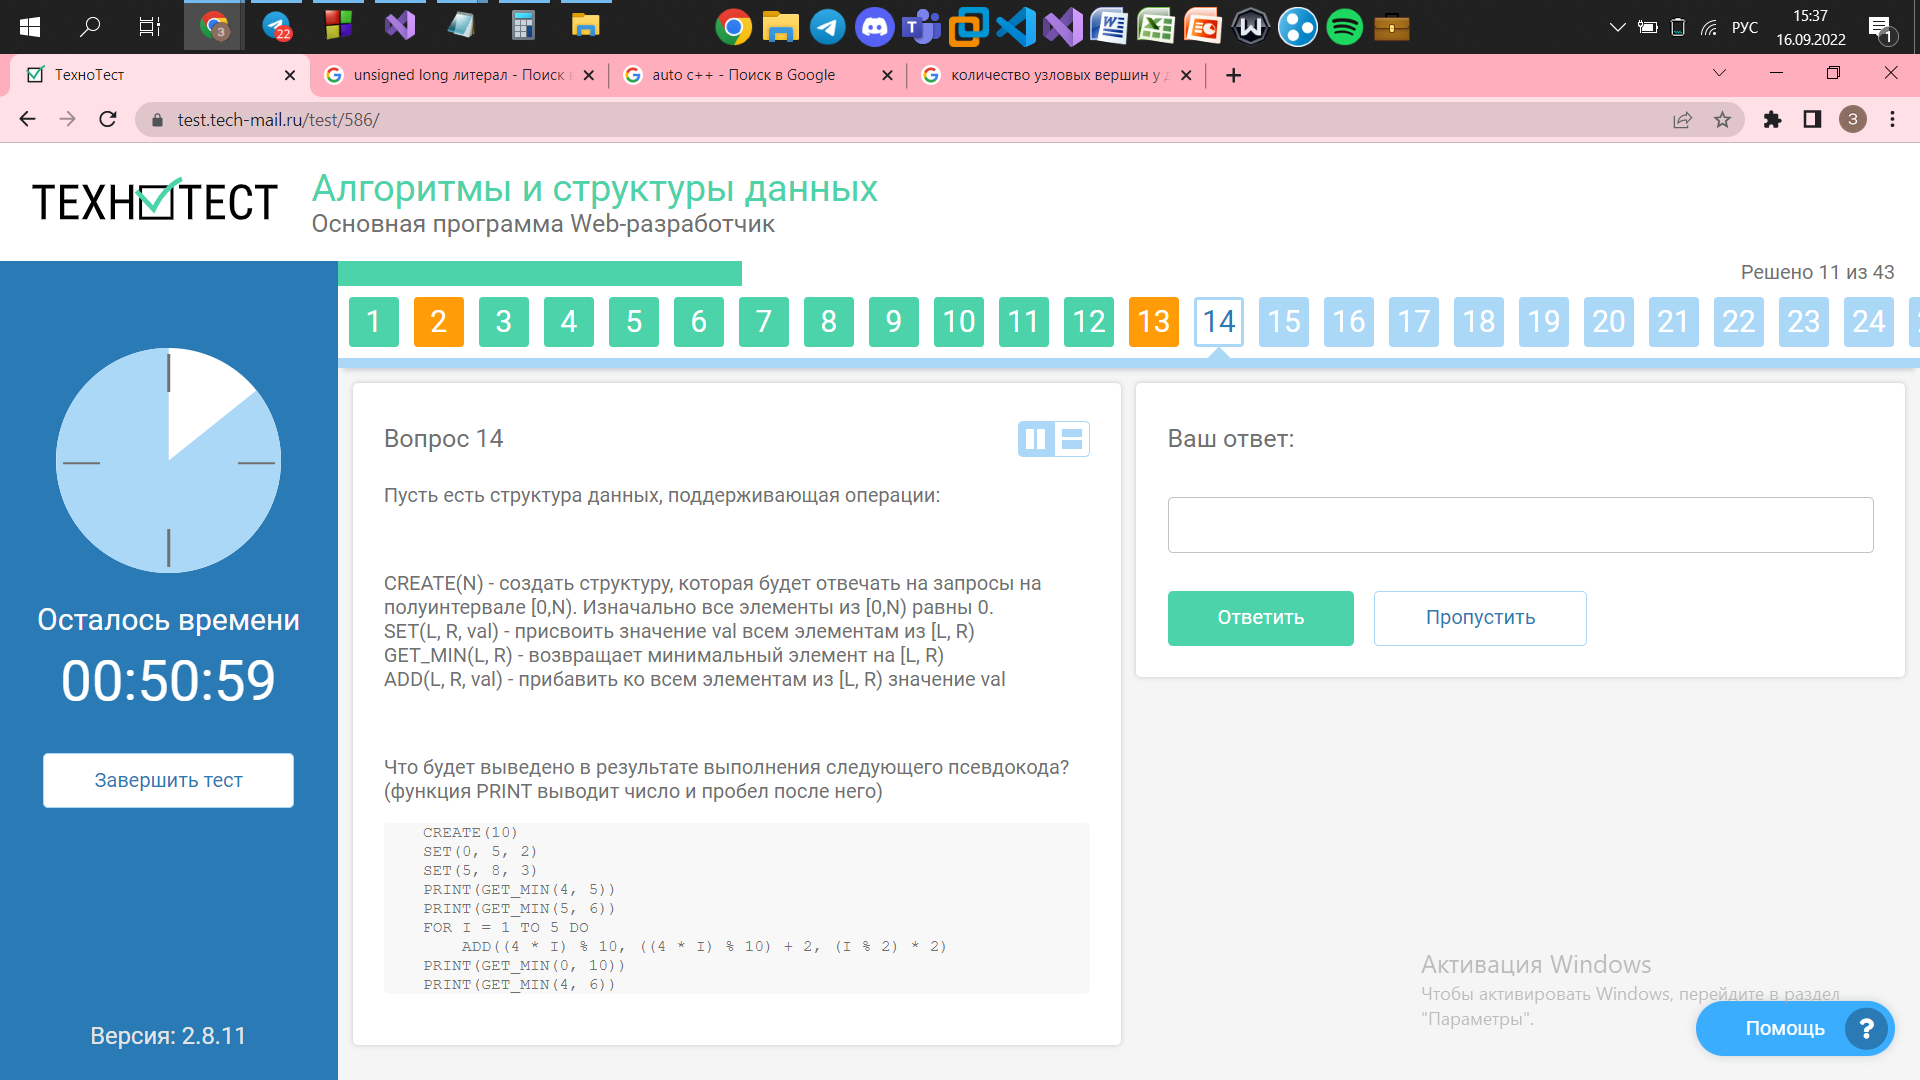 22
3
РУС
15:37
16.09.2022
1
ТехноТест
unsigned long литерал - Поиск в
auto c++ - Поиск в Google
количество узловых вершин у д
test.tech-mail.ru/test/586/
3
ТЕХНОТЕСТ
Алгоритмы и структуры данных
Основная программа Web-разработчик
Решено 11 из 43
1 2 3 4 5 6 7 8 9 10 11 12 13 14 15 16 17 18 19 20 21 22 23 24
Осталось времени
00:50:59
Завершить тест
Версия: 2.8.11
Вопрос 14
Пусть есть структура данных, поддерживающая операции:
CREATE(N) - создать структуру, которая будет отвечать на запросы на
полуинтервале [0,N). Изначально все элементы из [0,N) равны 0.
SET(L, R, val) - присвоить значение val всем элементам из [L, R)
GET_MIN(L, R) - возвращает минимальный элемент на [L, R)
ADD(L, R, val) - прибавить ко всем элементам из [L, R) значение val
Что будет выведено в результате выполнения следующего псевдокода?
(функция PRINT выводит число и пробел после него)
CREATE(10)
SET(0, 5, 2)
SET(5, 8, 3)
PRINT(GET_MIN(4, 5))
PRINT(GET_MIN(5, 6))
FOR I = 1 TO 5 DO
ADD((4 * I) % 10, ((4 * I) % 10) + 2, (I % 2) * 2)
PRINT(GET_MIN(0, 10))
PRINT(GET_MIN(4, 6))
Ваш ответ:
Ответить
Пропустить
Активация Windows
Чтобы активировать Windows, перейдите в раздел
"Параметры".
Помощь ?